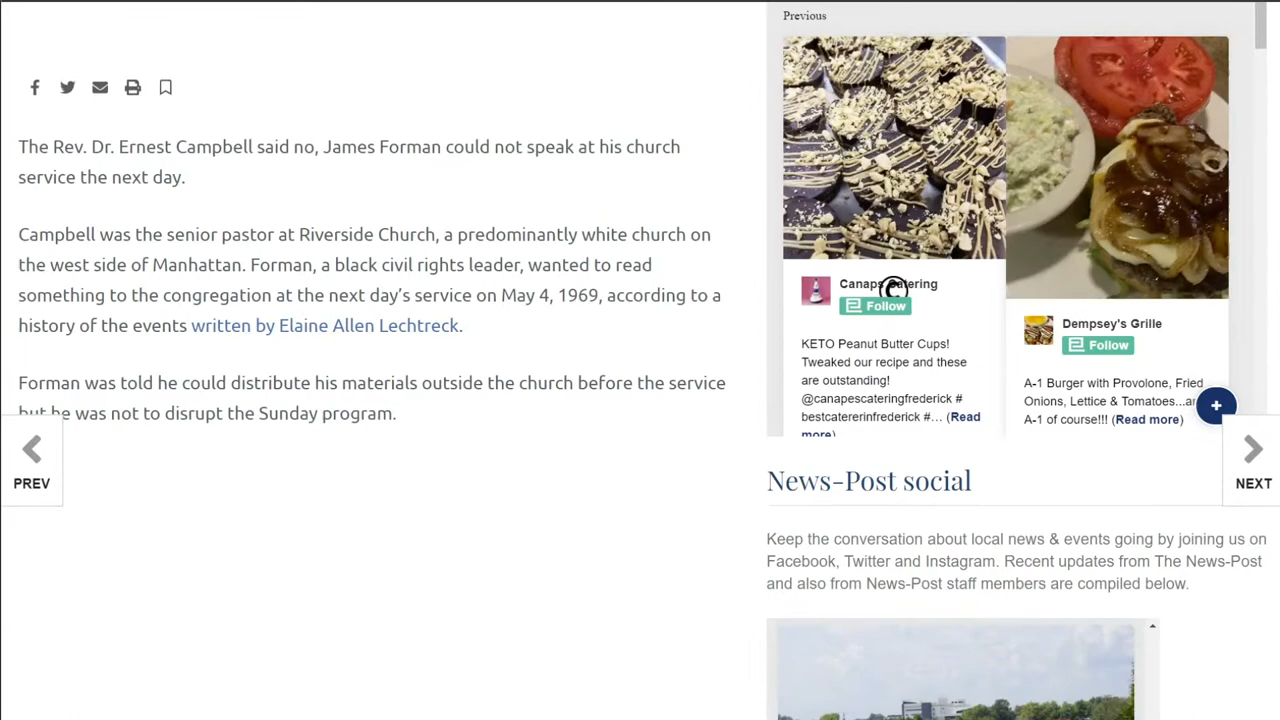 Previous
The Rev. Dr. Ernest Campbell said no, James Forman could not speak at his church
service the next day.
Campbell was the senior pastor at Riverside Church, a predominantly white church on
the west side of Manhattan. Forman, a black civil rights leader, wanted to read
something to the congregation at the next day’s service on May 4, 1969, according to a
history of the events written by Elaine Allen Lechtreck.
Forman was told he could distribute his materials outside the church before the service
but he was not to disrupt the Sunday program.
PREV
Canapes Catering
Follow
KETO Peanut Butter Cups!
Tweaked our recipe and these
are outstanding!
@canapescateringfrederick #
bestcatererinfrederick #… (Read
more)
Dempsey's Grille
Follow
A-1 Burger with Provolone, Fried
Onions, Lettice & Tomatoes...
A-1 of course!!! (Read more)
NEXT
News-Post social
Keep the conversation about local news & events going by joining us on
Facebook, Twitter and Instagram. Recent updates from The News-Post
and also from News-Post staff members are compiled below.